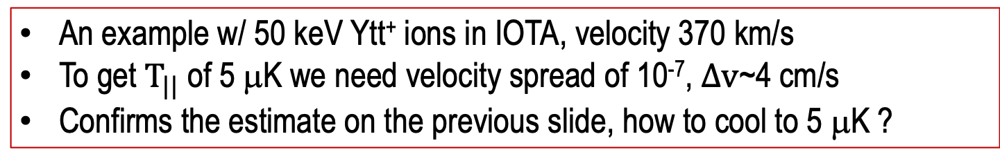 • An example w/ 50 keV Ytt⁺ ions in IOTA, velocity 370 km/s
• To get T|| of 5 μK we need velocity spread of 10⁻⁷, Δv~4 cm/s
• Confirms the estimate on the previous slide, how to cool to 5 μK ?